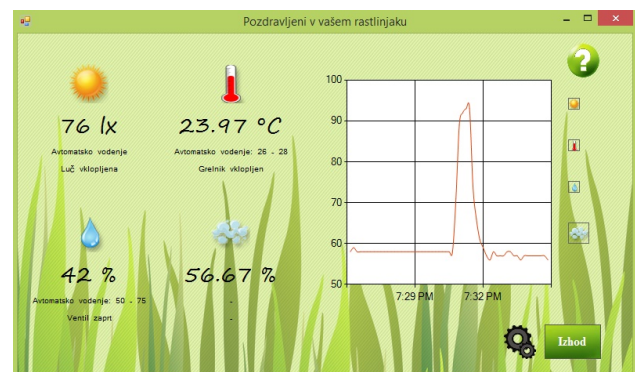 Pozdravljeni v vašem rastlinjaku
76 lx
Avtomatsko vodenje
Luč vklopljena
23.97 °C
Avtomatsko vodenje: 26 - 28
Grelnik vklopljen
42 %
Avtomatsko vodenje: 50 - 75
Ventil zaprt
56.67 %
-
-
100
90
80
70
60
50
7:29 PM
7:32 PM
?
Izhod